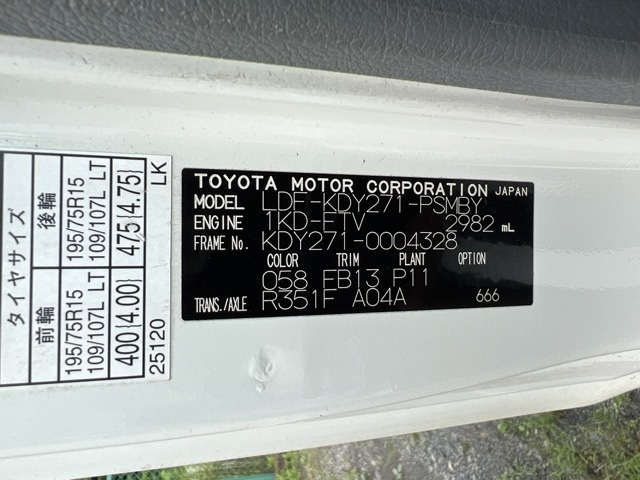 タイヤサイズ
前輪 後輪
195/75R15 195/75R15
109/107L LT 109/107L LT
400(4.00) 475(4.75)
25120 LK
TOYOTA MOTOR CORPORATION JAPAN
MODEL LDF-KDY271-PSMBY
ENGINE 1KD-FTV 2982 mL
FRAME No. KDY271-0004328
COLOR TRIM PLANT OPTION
058 FB13 P11
TRANS./AXLE R351F A04A 666